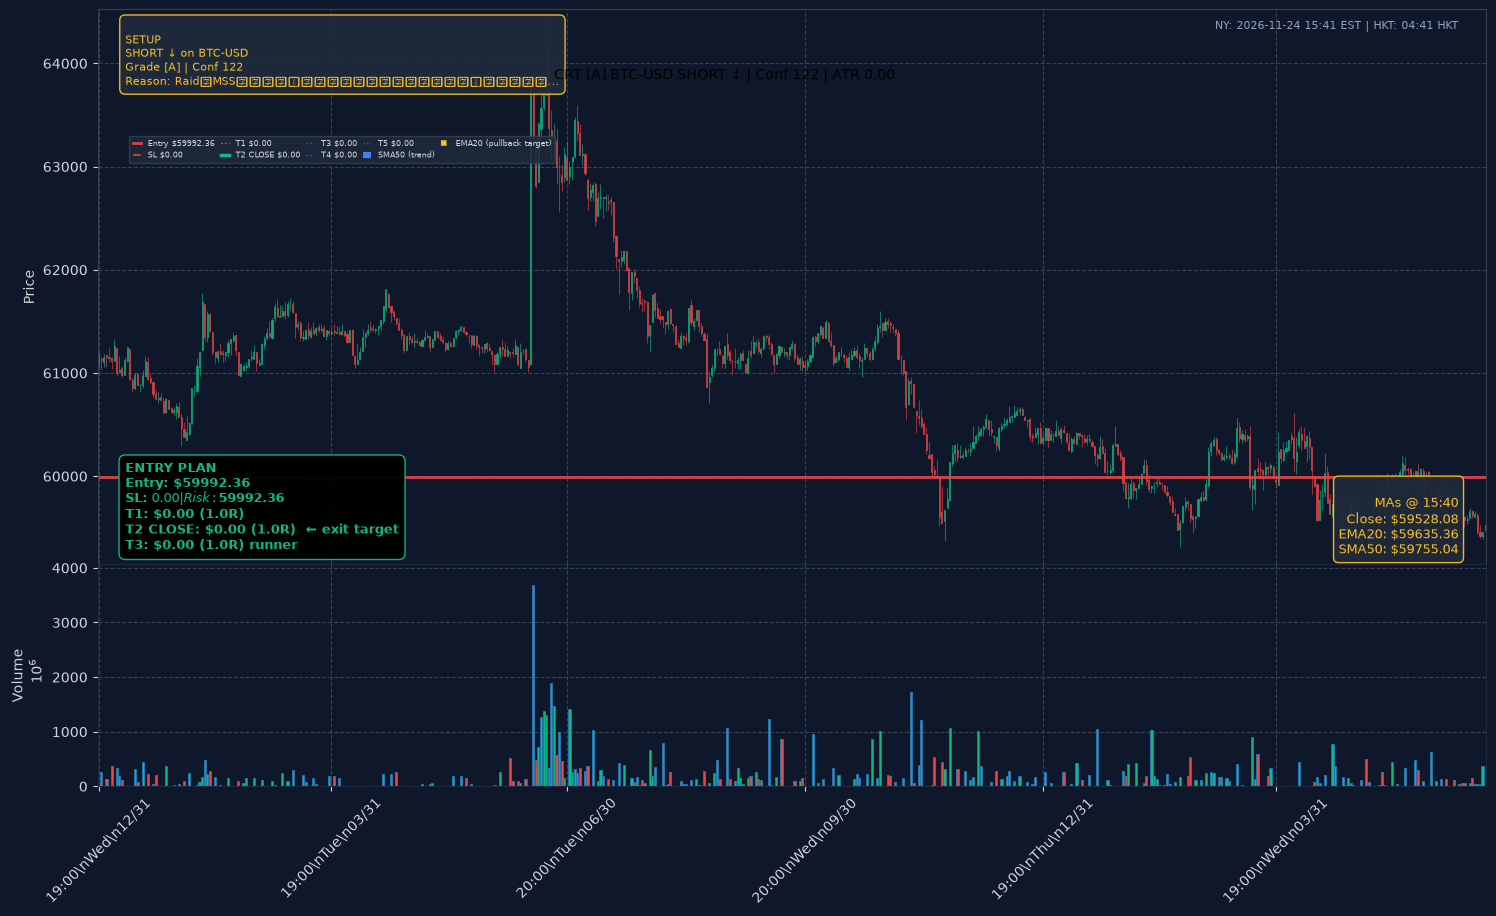 NY: 2026-11-24 15:41 EST | HKT: 04:41 HKT
SETUP
SHORT ↓ on BTC-USD
Grade [A] | Conf 122
Reason: Raid MSS ...
CRT [A] BTC-USD SHORT ↓ | Conf 122 | ATR 0.00
Entry $59992.36
SL $0.00
T1 $0.00
T2 CLOSE $0.00
T3 $0.00
T4 $0.00
T5 $0.00
SMA50 (trend)
EMA20 (pullback target)
Price
64000
63000
62000
61000
60000
ENTRY PLAN
Entry: $59992.36
SL: 0.00|Risk:59992.36
T1: $0.00 (1.0R)
T2 CLOSE: $0.00 (1.0R) ← exit target
T3: $0.00 (1.0R) runner
MAs @ 15:40
Close: $59528.08
EMA20: $59635.36
SMA50: $59755.04
Volume
10⁶
4000
3000
2000
1000
0
19:00\nWed\n12/31
19:00\nTue\n03/31
20:00\nTue\n06/30
20:00\nWed\n09/30
19:00\nThu\n12/31
19:00\nWed\n03/31